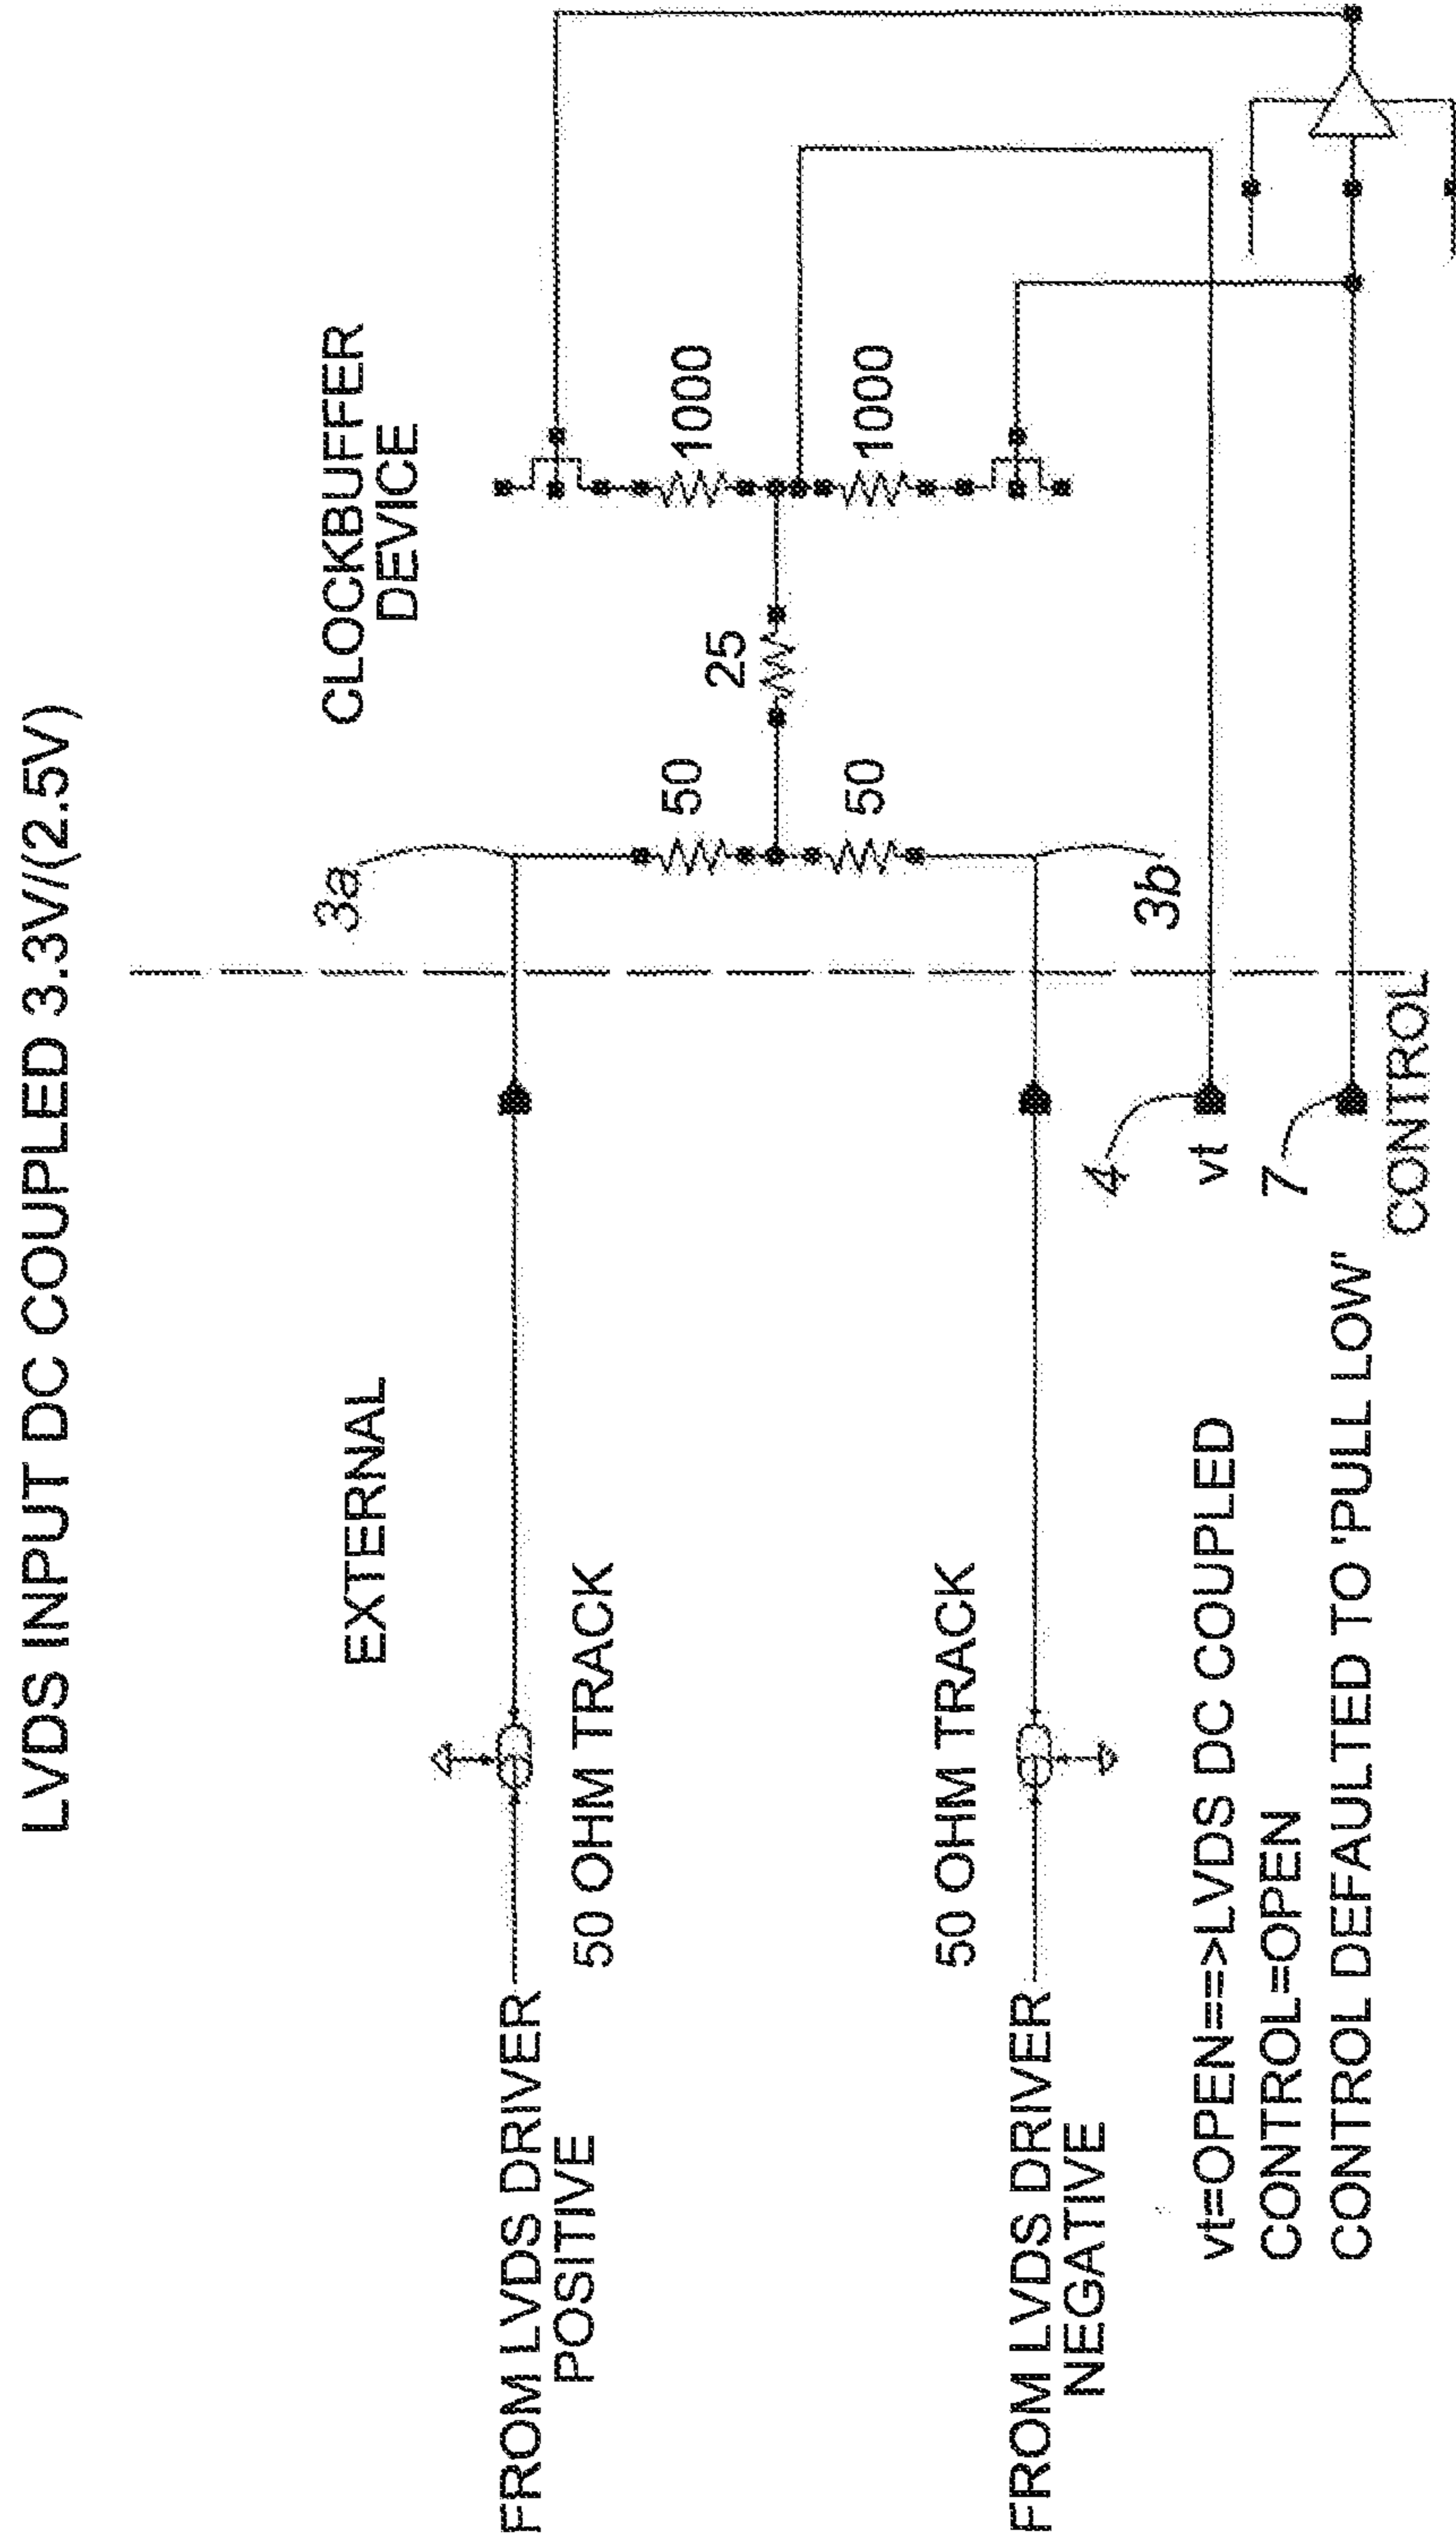 LVDS INPUT DC COUPLED 3.3V/(2.5V)
EXTERNAL
CLOCKBUFFER
DEVICE
FROM LVDS DRIVER
POSITIVE
50 OHM TRACK
3a
50
50
25
1000
1000
FROM LVDS DRIVER
NEGATIVE
50 OHM TRACK
3b
4
vt
7
CONTROL
vt=OPEN==>LVDS DC COUPLED
CONTROL=OPEN
CONTROL DEFAULTED TO 'PULL LOW'